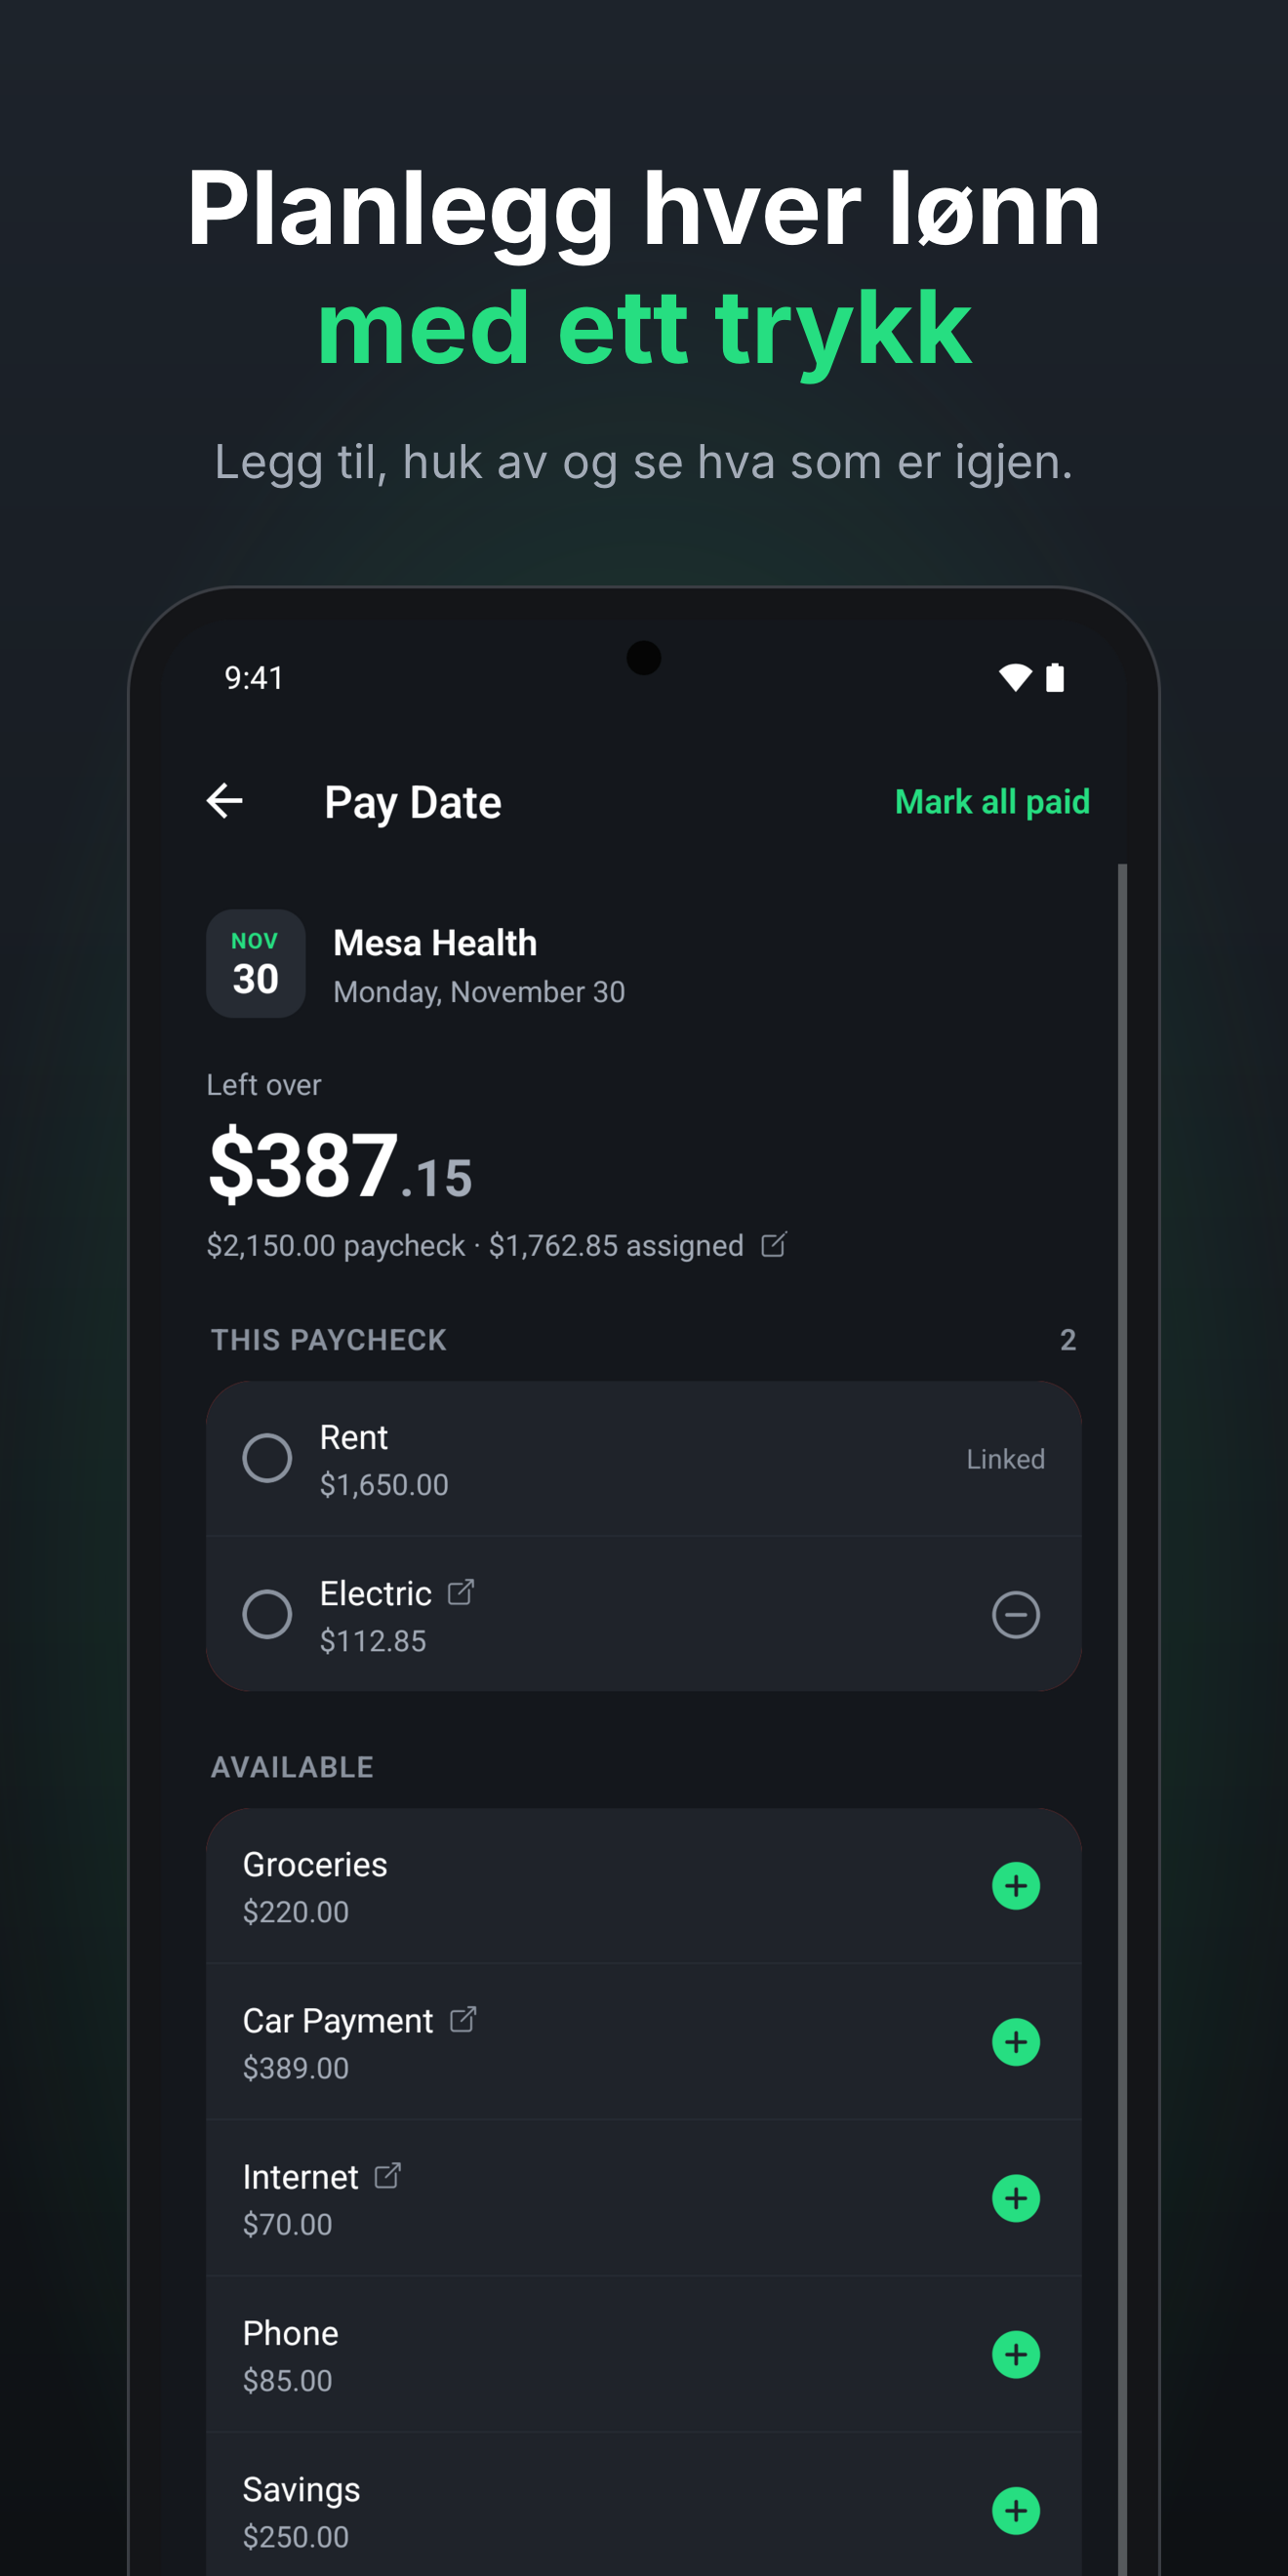 Planlegg hver lønn
med ett trykk
Legg til, huk av og se hva som er igjen.
9:41
Pay Date
Mark all paid
NOV
30
Mesa Health
Monday, November 30
Left over
$387.15
$2,150.00 paycheck · $1,762.85 assigned
THIS PAYCHECK
2
Rent
$1,650.00
Linked
Electric
$112.85
AVAILABLE
Groceries
$220.00
Car Payment
$389.00
Internet
$70.00
Phone
$85.00
Savings
$250.00